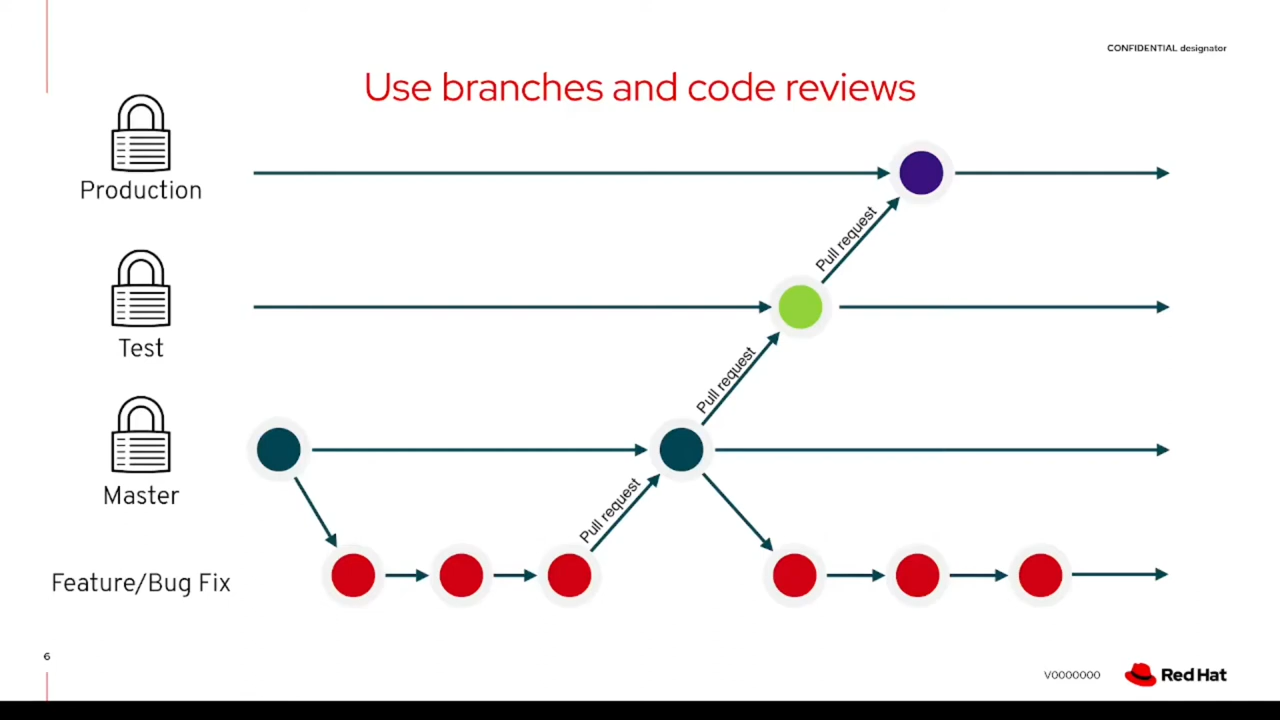 CONFIDENTIAL designator
Use branches and code reviews
Production
Pull request
Test
Pull request
Master
Pull request
Feature/Bug Fix
6
V0000000
Red Hat